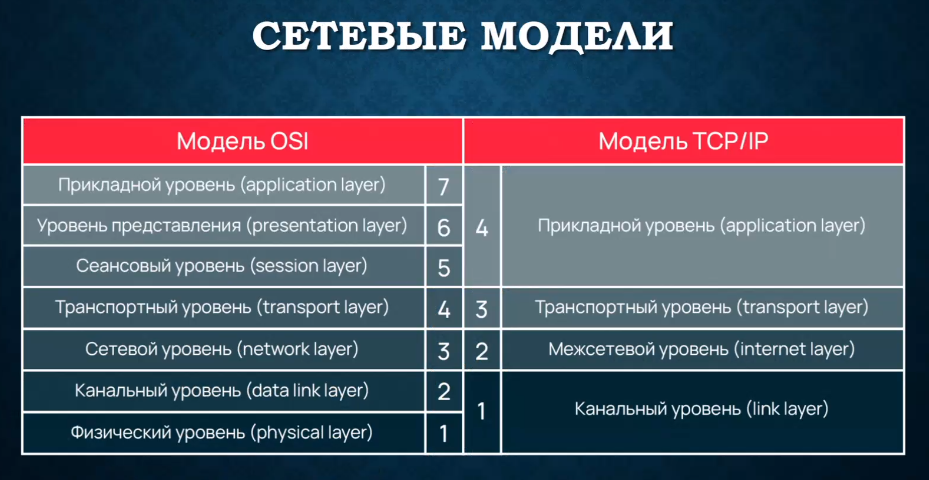 СЕТЕВЫЕ МОДЕЛИ
Модель OSI
Модель TCP/IP
Прикладной уровень (application layer) 7
Уровень представления (presentation layer) 6
Сеансовый уровень (session layer) 5
4 Прикладной уровень (application layer)
Транспортный уровень (transport layer) 4
3 Транспортный уровень (transport layer)
Сетевой уровень (network layer) 3
2 Межсетевой уровень (internet layer)
Канальный уровень (data link layer) 2
Физический уровень (physical layer) 1
1 Канальный уровень (link layer)